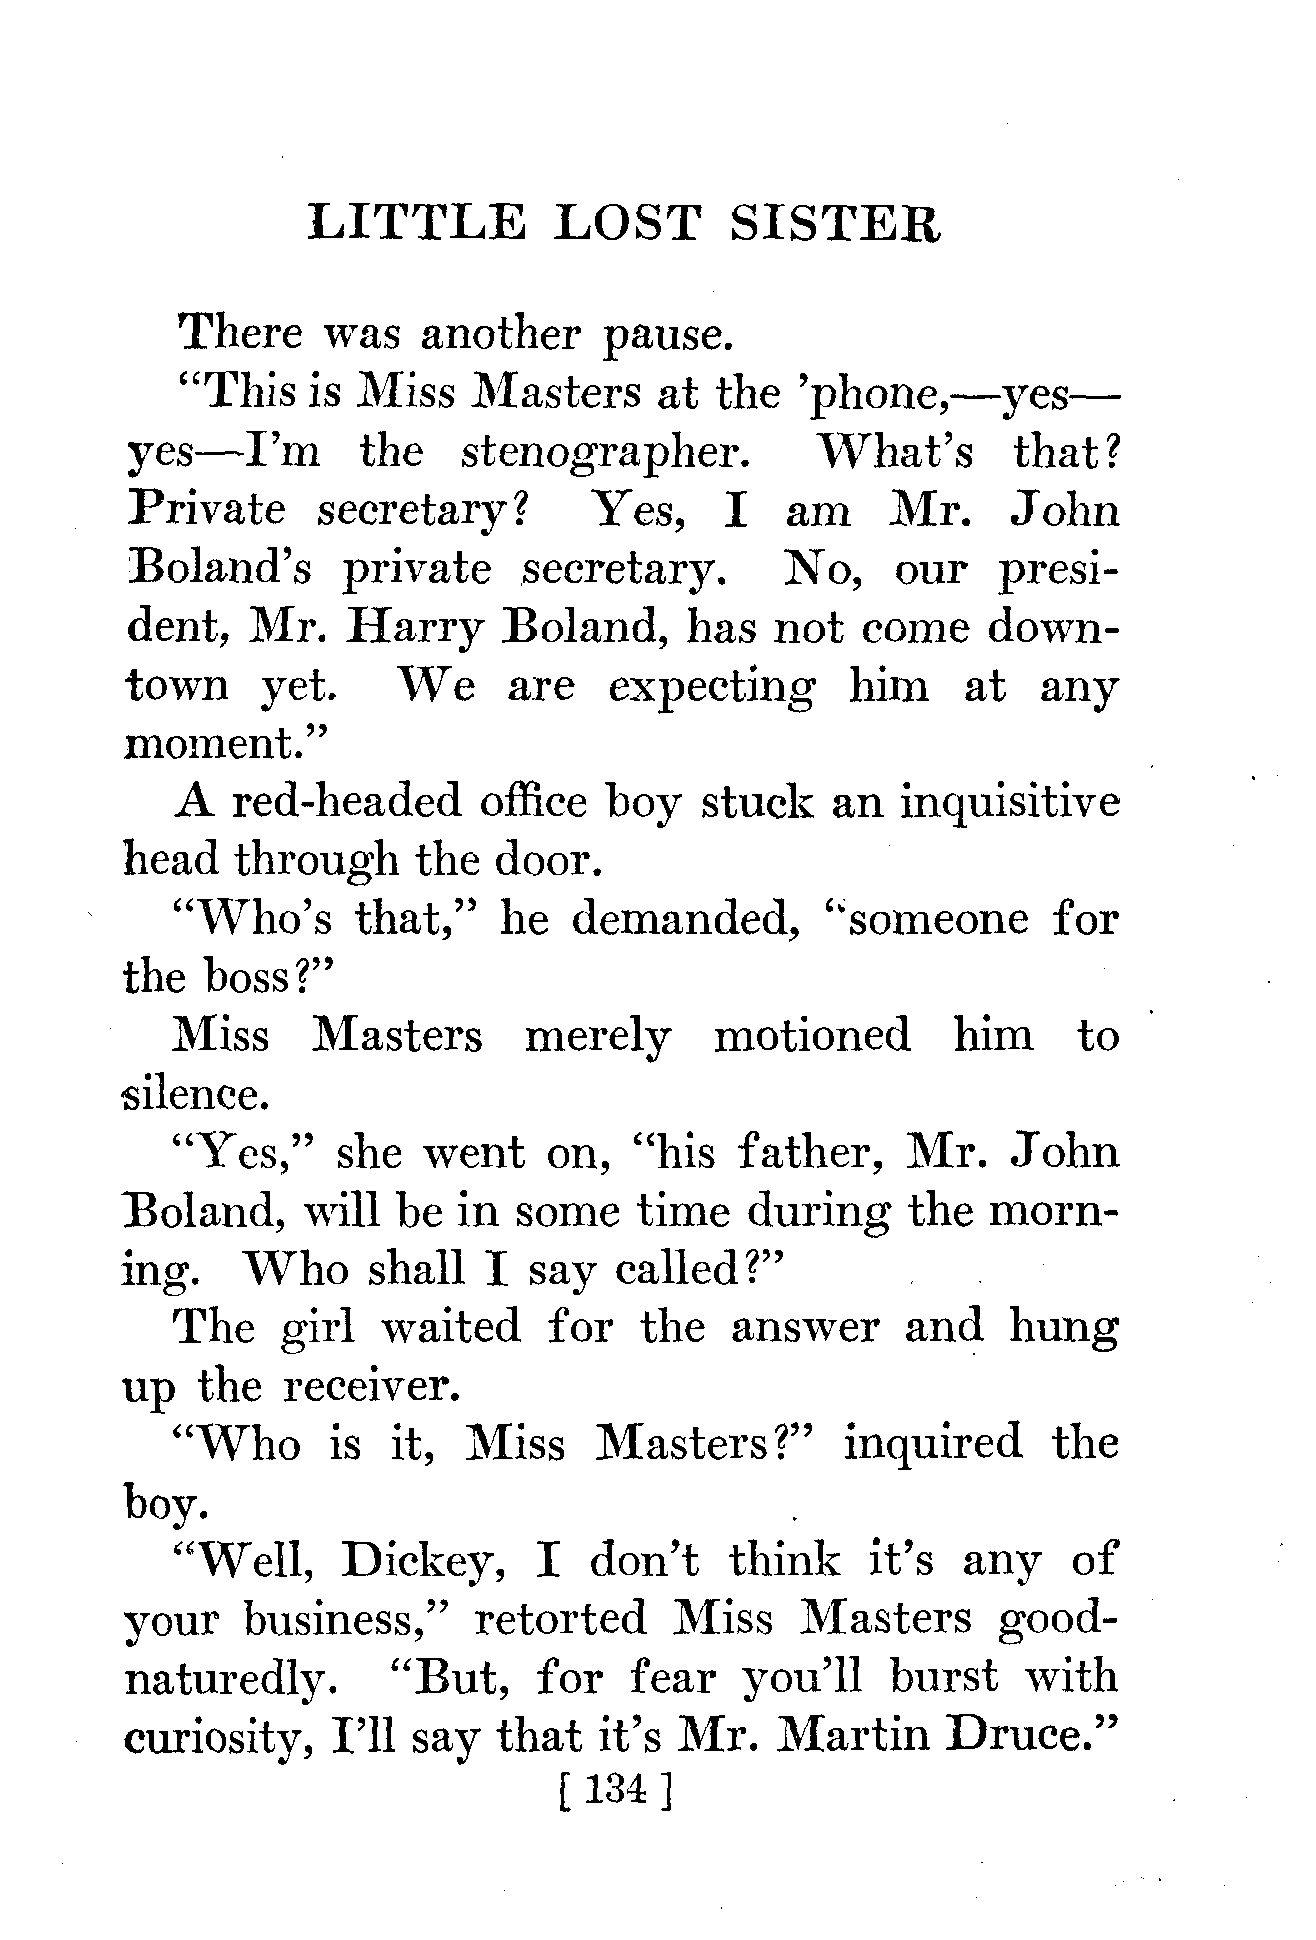 LITTLE LOST SISTER
There was another pause.
“This is Miss Masters at the ’phone,—yes—
yes—I’m the stenographer. What’s that?
Private secretary? Yes, I am Mr. John
Boland’s private secretary. No, our presi-
dent, Mr. Harry Boland, has not come down-
town yet. We are expecting him at any
moment.”
A red-headed office boy stuck an inquisitive
head through the door.
“Who’s that,” he demanded, “someone for
the boss?”
Miss Masters merely motioned him to
silence.
“Yes,” she went on, “his father, Mr. John
Boland, will be in some time during the morn-
ing. Who shall I say called?”
The girl waited for the answer and hung
up the receiver.
“Who is it, Miss Masters?” inquired the
boy.
“Well, Dickey, I don’t think it’s any of
your business,” retorted Miss Masters good-
naturedly. “But, for fear you’ll burst with
curiosity, I’ll say that it’s Mr. Martin Druce.”
[ 134 ]